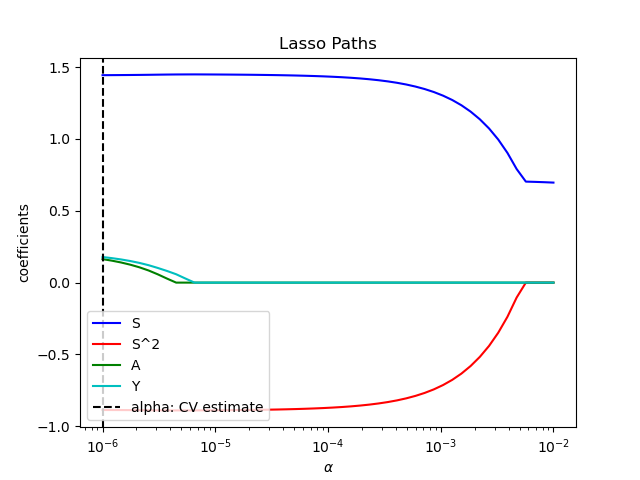 Lasso Paths
coefficients
1.5
1.0
0.5
0.0
−0.5
−1.0
S
S^2
A
Y
alpha: CV estimate
10⁻⁶
10⁻⁵
10⁻⁴
10⁻³
10⁻²
α